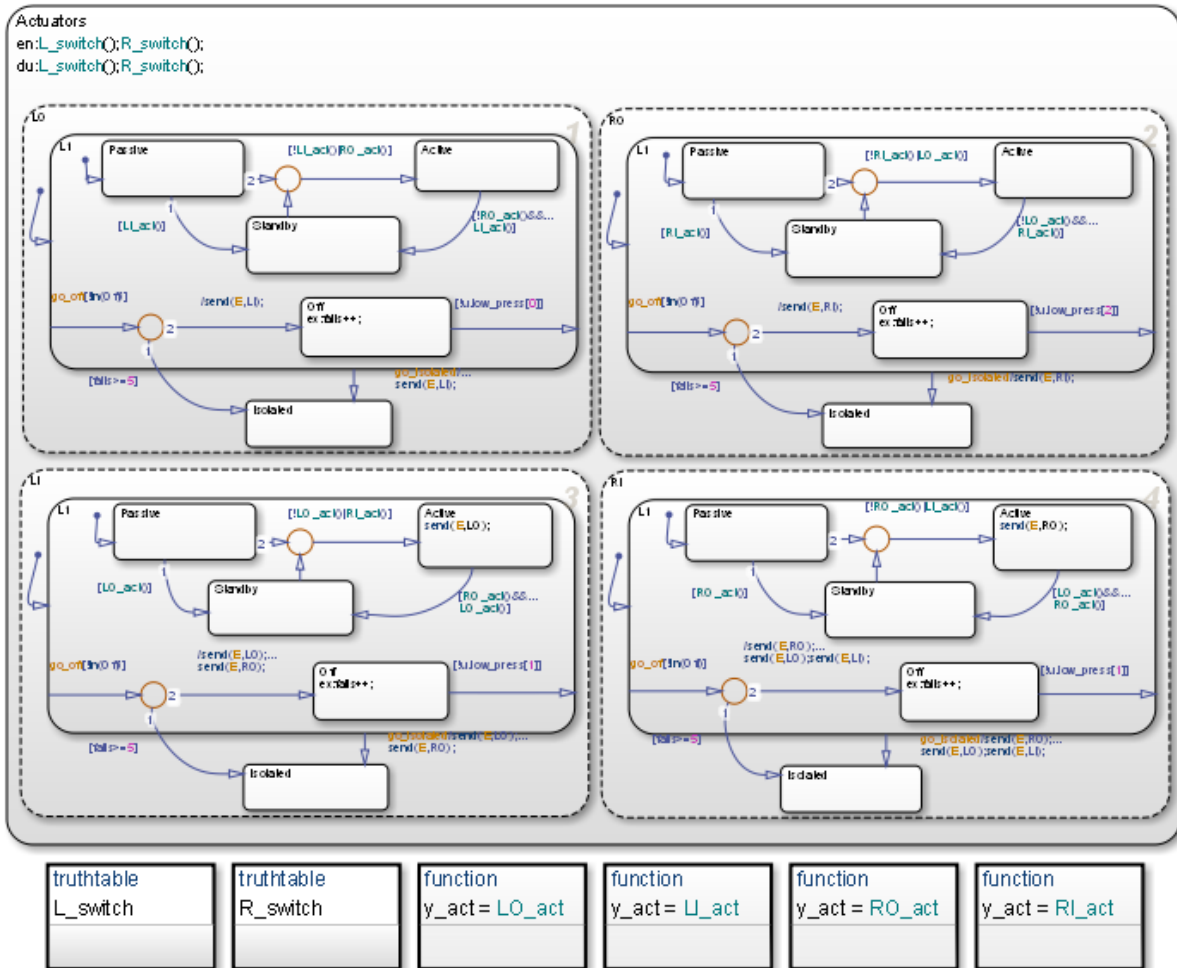 Actuators
en:L_switch();R_switch();
du:L_switch();R_switch();
LO
1
L1
Passive
[!LI_act()|RO_act()]
Active
2
1
[LI_act()]
Standby
[!RO_act()&&...
LI_act()]
go_off[!in(Off)]
/send(E,LI);
Off
ex:fails++;
[!u.low_press[0]]
2
1
[fails>=5]
go_isolated/...
send(E,LI);
Isolated
RO
2
L1
Passive
[!RI_act()|LO_act()]
Active
2
1
[RI_act()]
Standby
[!LO_act()&&...
RI_act()]
go_off[!in(Off)]
/send(E,RI);
Off
ex:fails++;
[!u.low_press[2]]
2
1
[fails>=5]
go_isolated/send(E,RI);
Isolated
LI
3
L1
Passive
[!LO_act()|RI_act()]
Active
send(E,LO);
2
1
[LO_act()]
Standby
[RO_act()&&...
LO_act()]
go_off[!in(Off)]
/send(E,LO);...
send(E,RO);
Off
ex:fails++;
[!u.low_press[1]]
2
1
[fails>=5]
go_isolated/send(E,LO);...
send(E,RO);
Isolated
RI
4
L1
Passive
[!RO_act()|LI_act()]
Active
send(E,RO);
2
1
[RO_act()]
Standby
[LO_act()&&...
RO_act()]
go_off[!in(Off)]
/send(E,RO);...
send(E,LO);send(E,LI);
Off
ex:fails++;
[!u.low_press[1]]
2
1
[fails>=5]
go_isolated/send(E,RO);...
send(E,LO);send(E,LI);
Isolated
truthtable
L_switch
truthtable
R_switch
function
y_act = LO_act
function
y_act = LI_act
function
y_act = RO_act
function
y_act = RI_act